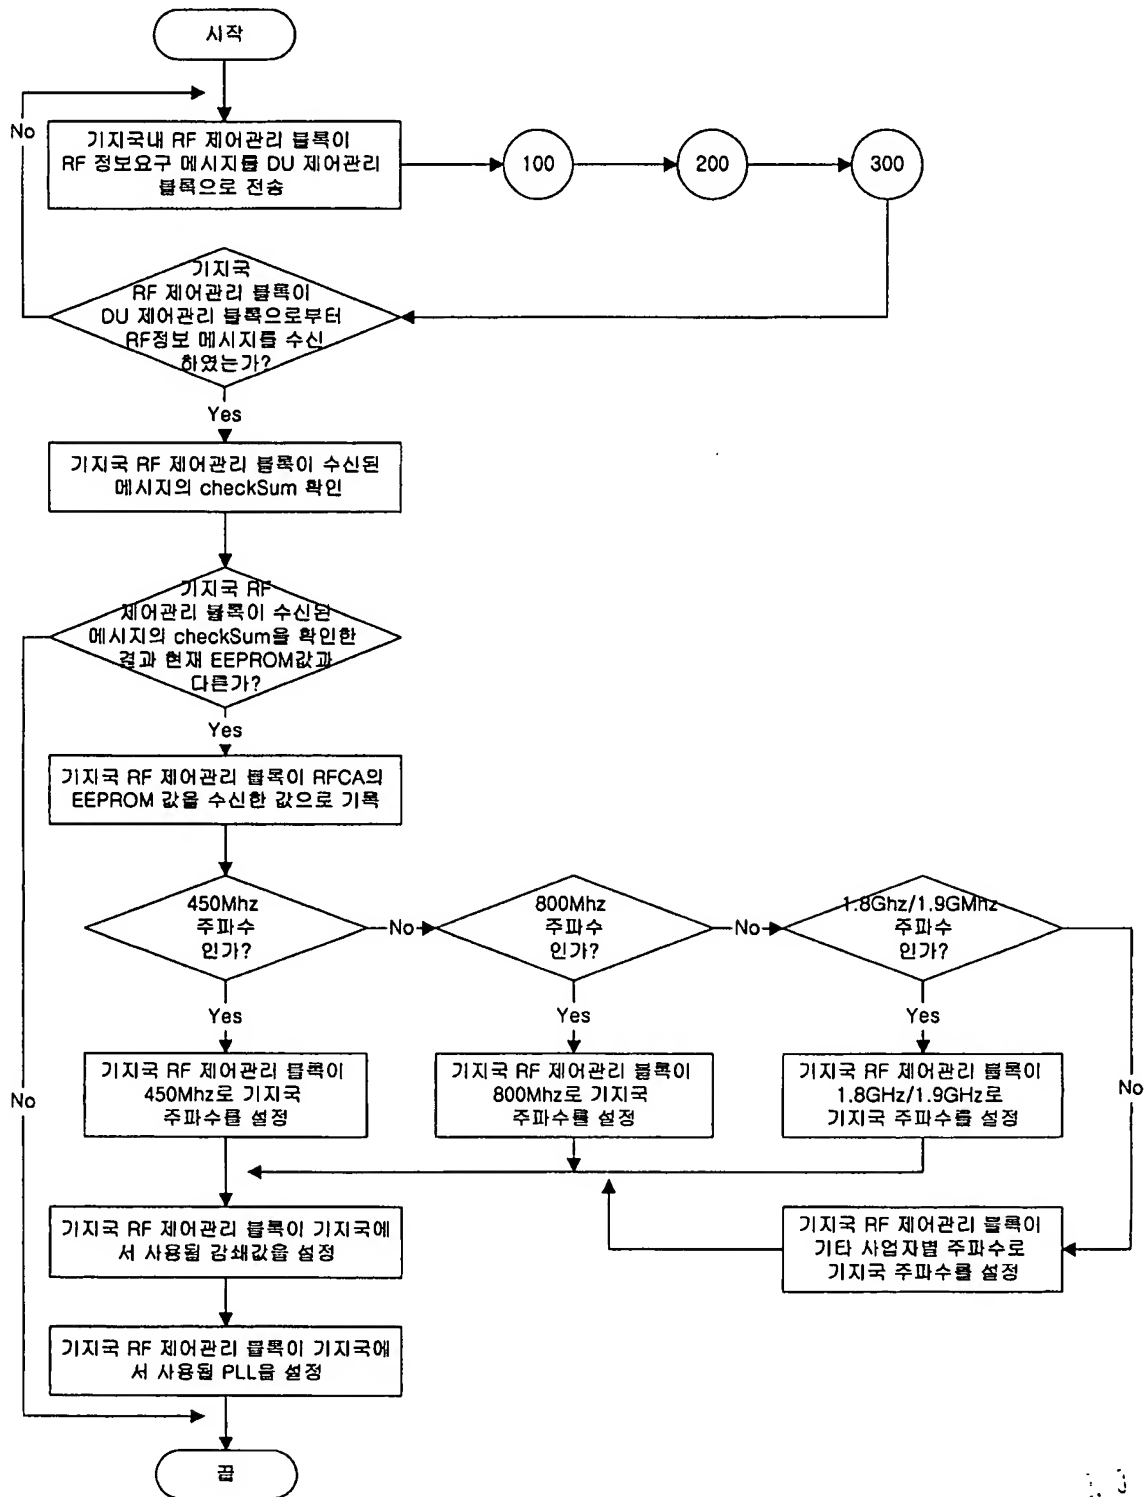 시작
No
기지국내 RF 제어관리 블록이
RF 정보요구 메시지를 DU 제어관리
블록으로 전송
100
200
300
기지국
RF 제어관리 블록이
DU 제어관리 블록으로부터
RF정보 메시지를 수신
하였는가?
Yes
기지국 RF 제어관리 블록이 수신된
메시지의 checkSum 확인
기지국 RF
제어관리 블록이 수신된
메시지의 checkSum을 확인한
결과 현재 EEPROM값과
다른가?
Yes
기지국 RF 제어관리 블록이 RFCA의
EEPROM 값을 수신한 값으로 기록
450Mhz
주파수
인가?
No
800Mhz
주파수
인가?
No
1.8Ghz/1.9GMhz
주파수
인가?
Yes
Yes
Yes
No
기지국 RF 제어관리 블록이
450Mhz로 기지국
주파수를 설정
기지국 RF 제어관리 블록이
800Mhz로 기지국
주파수를 설정
기지국 RF 제어관리 블록이
1.8GHz/1.9GHz로
기지국 주파수를 설정
No
기지국 RF 제어관리 블록이 기지국에
서 사용될 감쇄값을 설정
기지국 RF 제어관리 블록이
기타 사업자별 주파수로
기지국 주파수를 설정
기지국 RF 제어관리 블록이 기지국에
서 사용될 PLL을 설정
끝